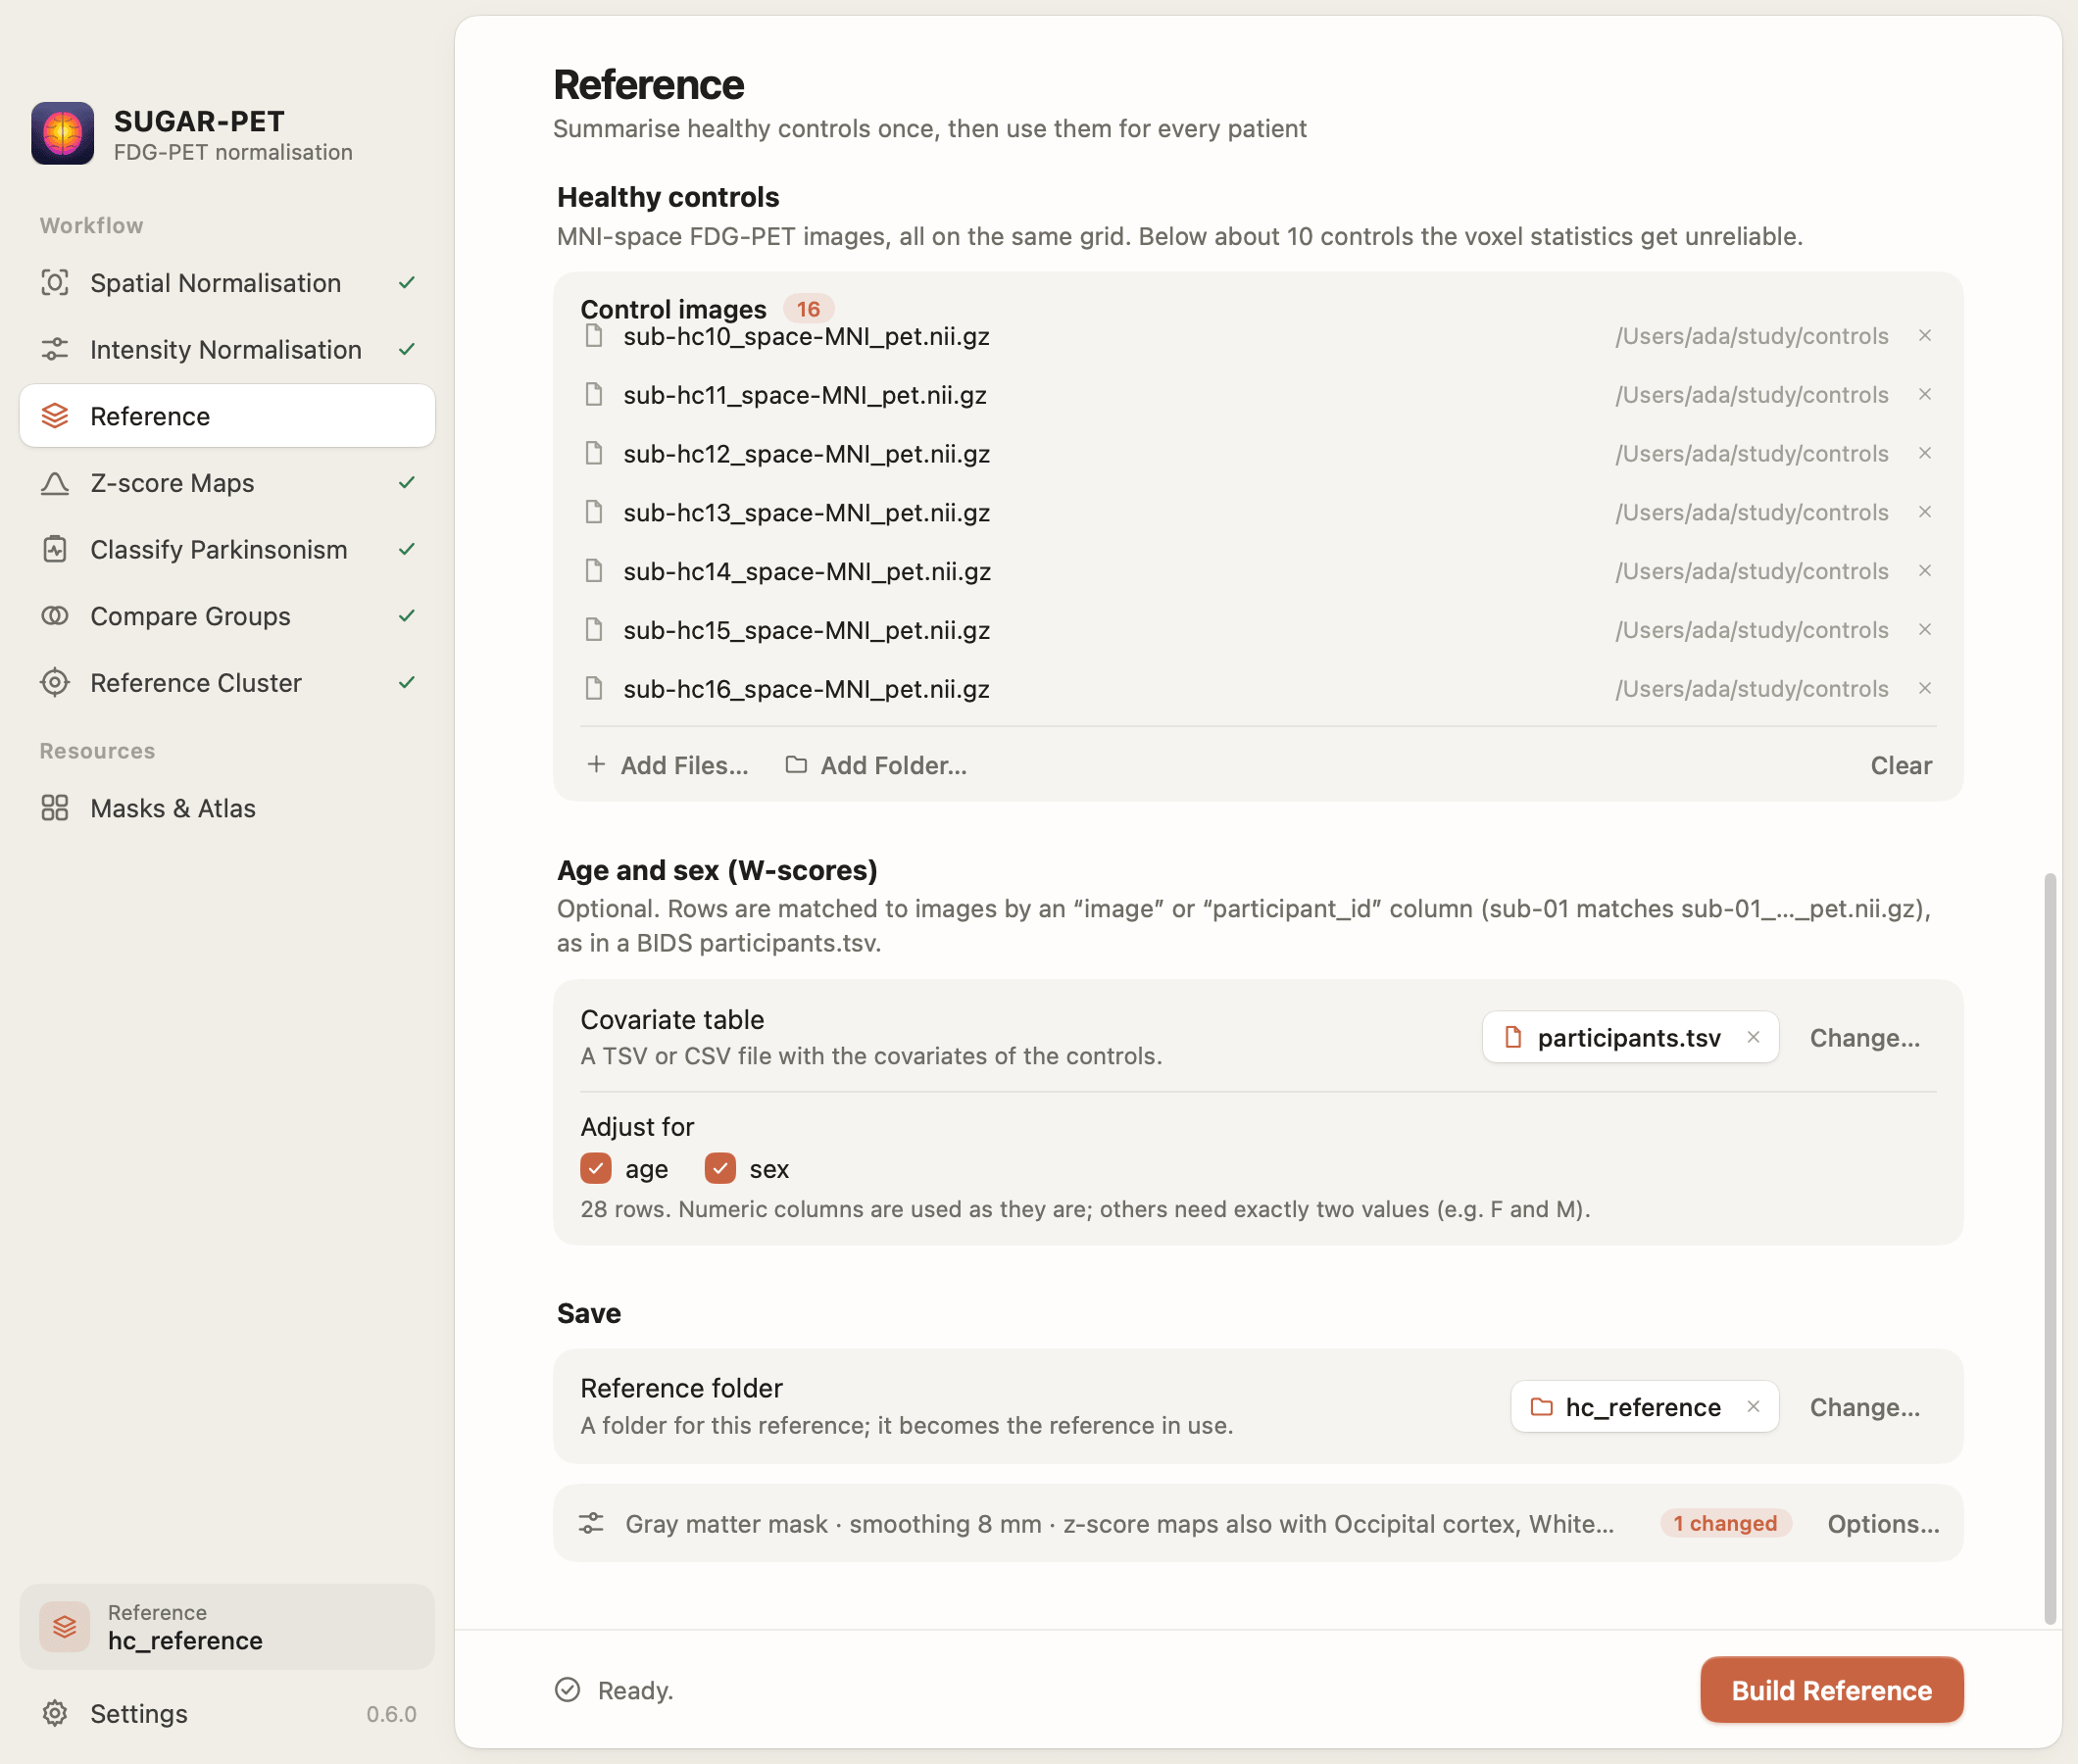 SUGAR-PET
FDG-PET normalisation
Workflow
Spatial Normalisation
Intensity Normalisation
Reference
Z-score Maps
Classify Parkinsonism
Compare Groups
Reference Cluster
Resources
Masks & Atlas
Reference
hc_reference
Settings
0.6.0
Reference
Summarise healthy controls once, then use them for every patient
Healthy controls
MNI-space FDG-PET images, all on the same grid. Below about 10 controls the voxel statistics get unreliable.
Control images 16
sub-hc10_space-MNI_pet.nii.gz /Users/ada/study/controls
sub-hc11_space-MNI_pet.nii.gz /Users/ada/study/controls
sub-hc12_space-MNI_pet.nii.gz /Users/ada/study/controls
sub-hc13_space-MNI_pet.nii.gz /Users/ada/study/controls
sub-hc14_space-MNI_pet.nii.gz /Users/ada/study/controls
sub-hc15_space-MNI_pet.nii.gz /Users/ada/study/controls
sub-hc16_space-MNI_pet.nii.gz /Users/ada/study/controls
Add Files... Add Folder... Clear
Age and sex (W-scores)
Optional. Rows are matched to images by an “image” or “participant_id” column (sub-01 matches sub-01_..._pet.nii.gz),
as in a BIDS participants.tsv.
Covariate table
A TSV or CSV file with the covariates of the controls.
participants.tsv Change...
Adjust for
age sex
28 rows. Numeric columns are used as they are; others need exactly two values (e.g. F and M).
Save
Reference folder
A folder for this reference; it becomes the reference in use.
hc_reference Change...
Gray matter mask · smoothing 8 mm · z-score maps also with Occipital cortex, White... 1 changed Options...
Ready.
Build Reference